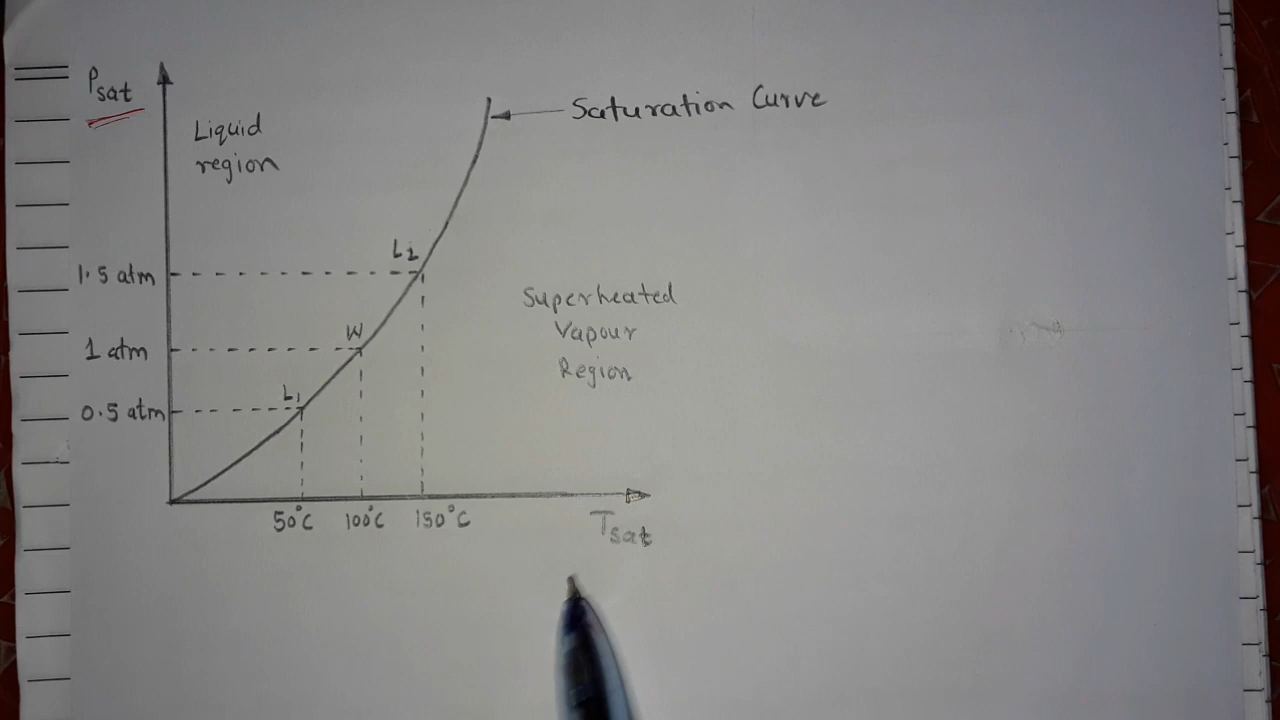 Psat
Liquid
region
Saturation Curve
L2
1.5 atm
Superheated
Vapour
Region
W
1 atm
L1
0.5 atm
50°C 100°C 150°C
Tsat